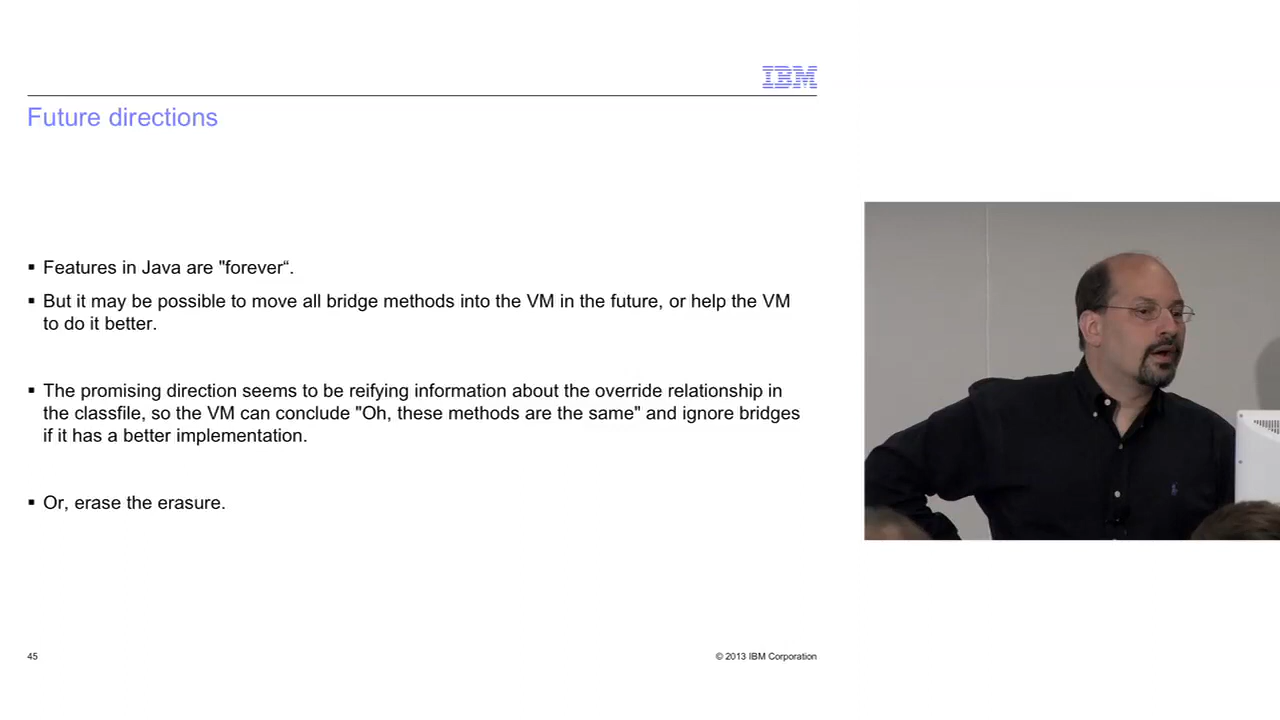 IBM
Future directions
▪ Features in Java are "forever“.
▪ But it may be possible to move all bridge methods into the VM in the future, or help the VM
to do it better.
▪ The promising direction seems to be reifying information about the override relationship in
the classfile, so the VM can conclude "Oh, these methods are the same" and ignore bridges
if it has a better implementation.
▪ Or, erase the erasure.
45
© 2013 IBM Corporation